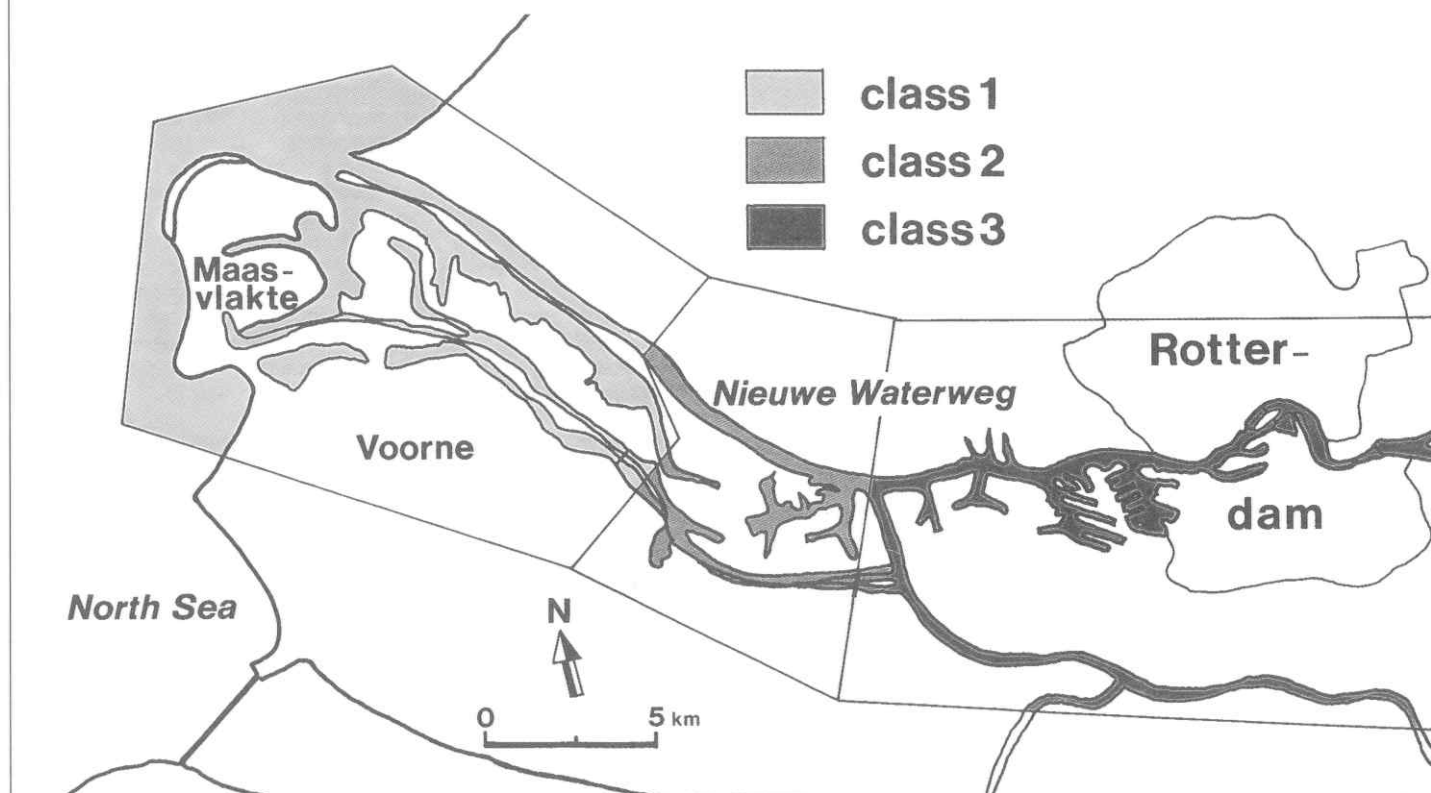 class 1
class 2
class 3
Maas-
vlakte
Rotter-
Nieuwe Waterweg
Voorne
dam
North Sea
N
0 5 km